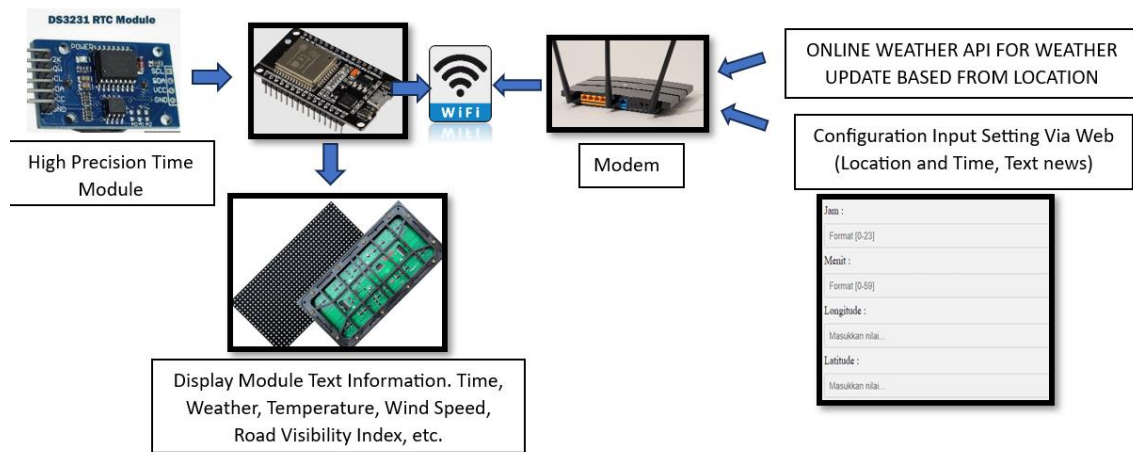 DS3231 RTC Module
POWER
SCL
SDA
VCC
GND
High Precision Time
Module
WiFi
Modem
ONLINE WEATHER API FOR WEATHER
UPDATE BASED FROM LOCATION
Configuration Input Setting Via Web
(Location and Time, Text news)
Jam :
Format [0-23]
Menit :
Format [0-59]
Longitude :
Masukkan nilai...
Latitude :
Masukkan nilai...
Display Module Text Information. Time,
Weather, Temperature, Wind Speed,
Road Visibility Index, etc.